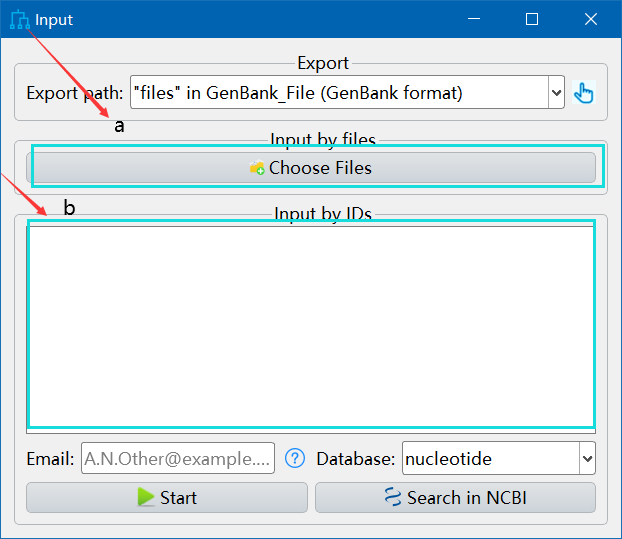 Input
Export
Export path: "files" in GenBank_File (GenBank format)
a
Input by files
Choose Files
b
Input by IDs
Email: A.N.Other@example.... ? Database: nucleotide
Start Search in NCBI